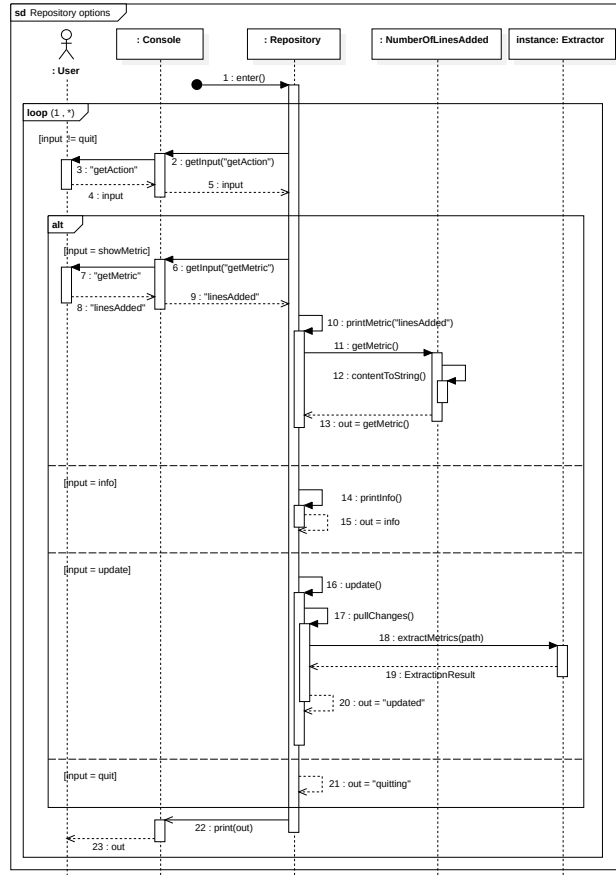 sd Repository options
: User
: Console
: Repository
: NumberOfLinesAdded
instance: Extractor
1 : enter()
loop (1 , *)
[input != quit]
2 : getInput("getAction")
3 : "getAction"
4 : input
5 : input
alt
[input = showMetric]
6 : getInput("getMetric")
7 : "getMetric"
8 : "linesAdded"
9 : "linesAdded"
10 : printMetric("linesAdded")
11 : getMetric()
12 : contentToString()
13 : out = getMetric()
[input = info]
14 : printInfo()
15 : out = info
[input = update]
16 : update()
17 : pullChanges()
18 : extractMetrics(path)
19 : ExtractionResult
20 : out = "updated"
[input = quit]
21 : out = "quitting"
22 : print(out)
23 : out